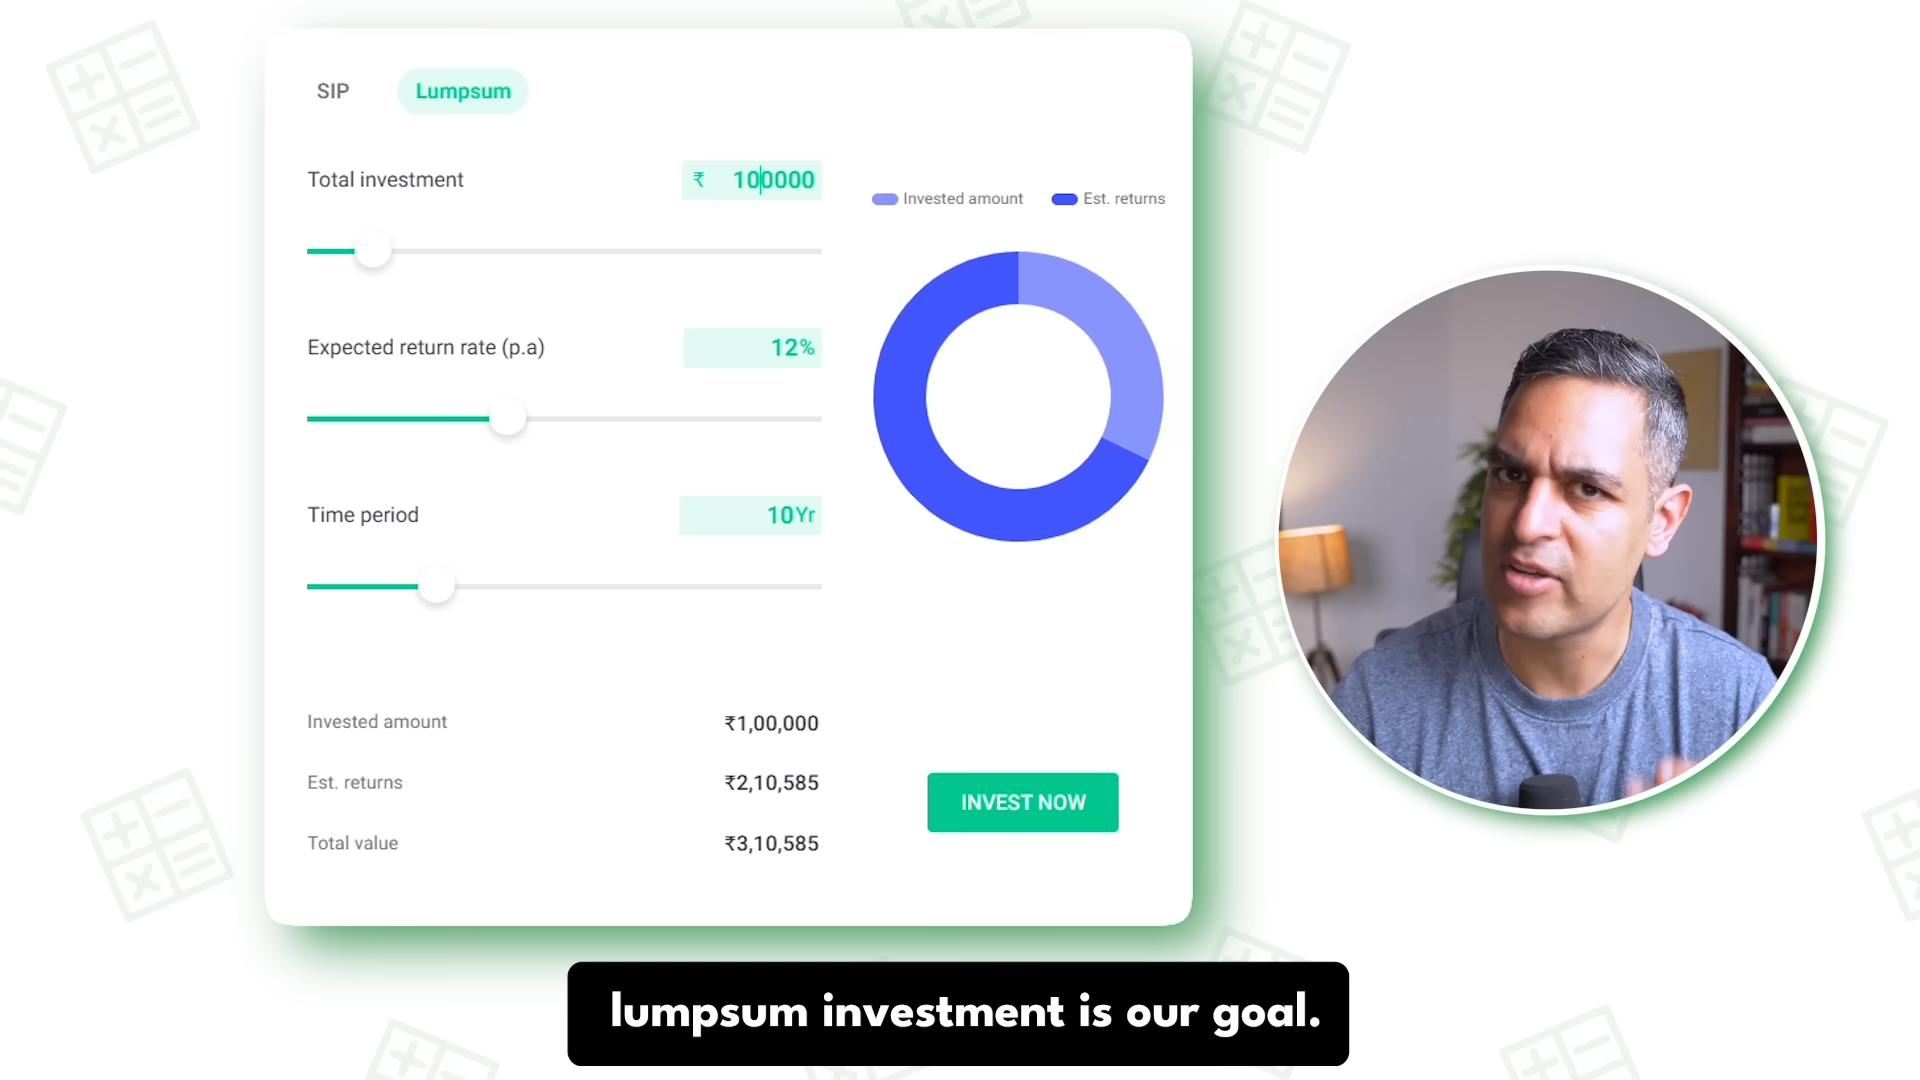 SIP
Lumpsum
Total investment
₹ 100000
Invested amount
Est. returns
Expected return rate (p.a)
12%
Time period
10Yr
Invested amount
₹1,00,000
Est. returns
₹2,10,585
Total value
₹3,10,585
INVEST NOW
lumpsum investment is our goal.